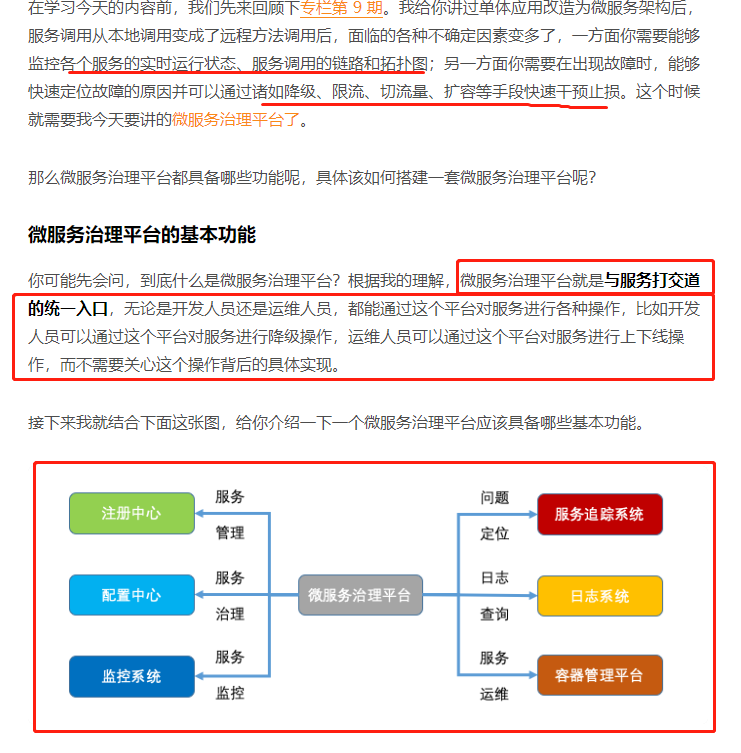 在学习今天的内容前，我们先来回顾下专栏第 9 期。我给你讲过单体应用改造为微服务架构后，
服务调用从本地调用变成了远程方法调用后，面临的各种不确定因素变多了，一方面你需要能够
监控各个服务的实时运行状态、服务调用的链路和拓扑图；另一方面你需要在出现故障时，能够
快速定位故障的原因并可以通过诸如降级、限流、切流量、扩容等手段快速干预止损。这个时候
就需要我今天要讲的微服务治理平台了。
那么微服务治理平台都具备哪些功能呢，具体该如何搭建一套微服务治理平台呢？
微服务治理平台的基本功能
你可能先会问，到底什么是微服务治理平台？根据我的理解，微服务治理平台就是与服务打交道
的统一入口，无论是开发人员还是运维人员，都能通过这个平台对服务进行各种操作，比如开发
人员可以通过这个平台对服务进行降级操作，运维人员可以通过这个平台对服务进行上下线操
作，而不需要关心这个操作背后的具体实现。
接下来我就结合下面这张图，给你介绍一下一个微服务治理平台应该具备哪些基本功能。
注册中心
服务
管理
配置中心
服务
治理
监控系统
服务
监控
微服务治理平台
问题
定位
服务追踪系统
日志
查询
日志系统
服务
运维
容器管理平台